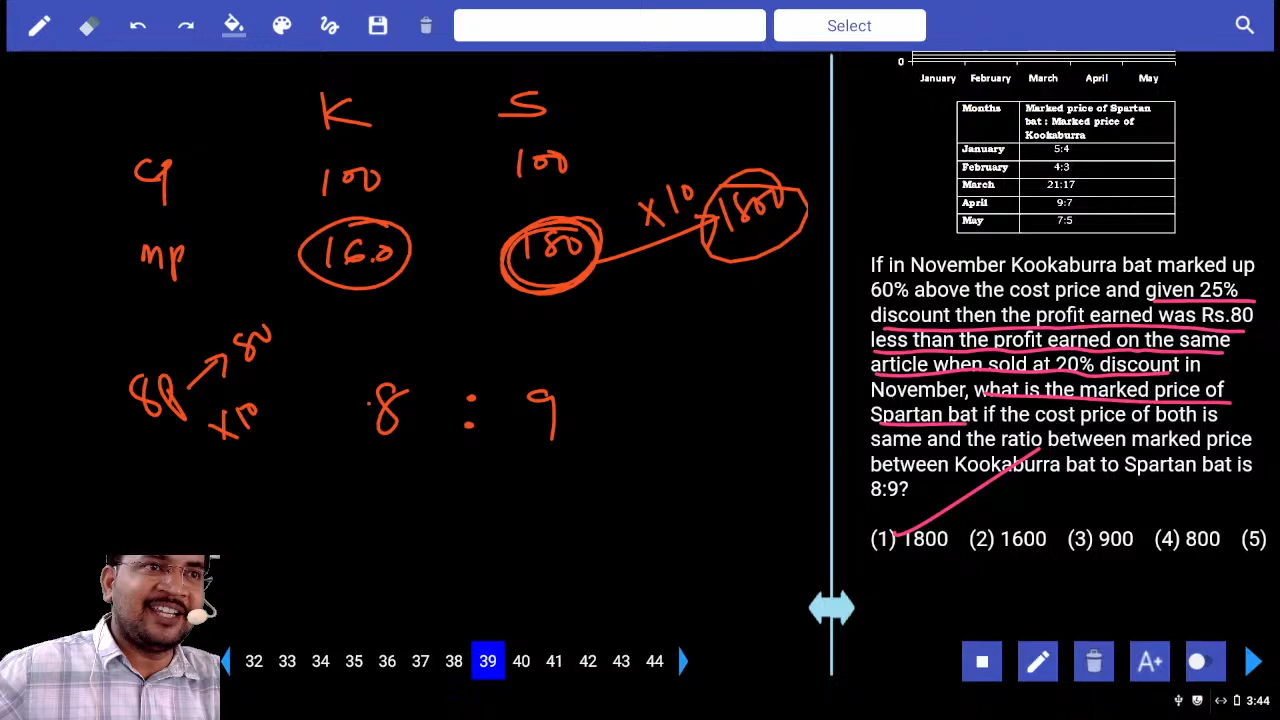 Select
0
January February March April May
Months Marked price of Spartan bat : Marked price of Kookaburra
January 5:4
February 4:3
March 21:17
April 9:7
May 7:5
K S
CP 100 100
MP 160 180 ×10 1800
8% 80
×10
8 : 9
If in November Kookaburra bat marked up
60% above the cost price and given 25%
discount then the profit earned was Rs.80
less than the profit earned on the same
article when sold at 20% discount in
November, what is the marked price of
Spartan bat if the cost price of both is
same and the ratio between marked price
between Kookaburra bat to Spartan bat is
8:9?
(1) 1800 (2) 1600 (3) 900 (4) 800 (5)
32 33 34 35 36 37 38 39 40 41 42 43 44
A+
3:44